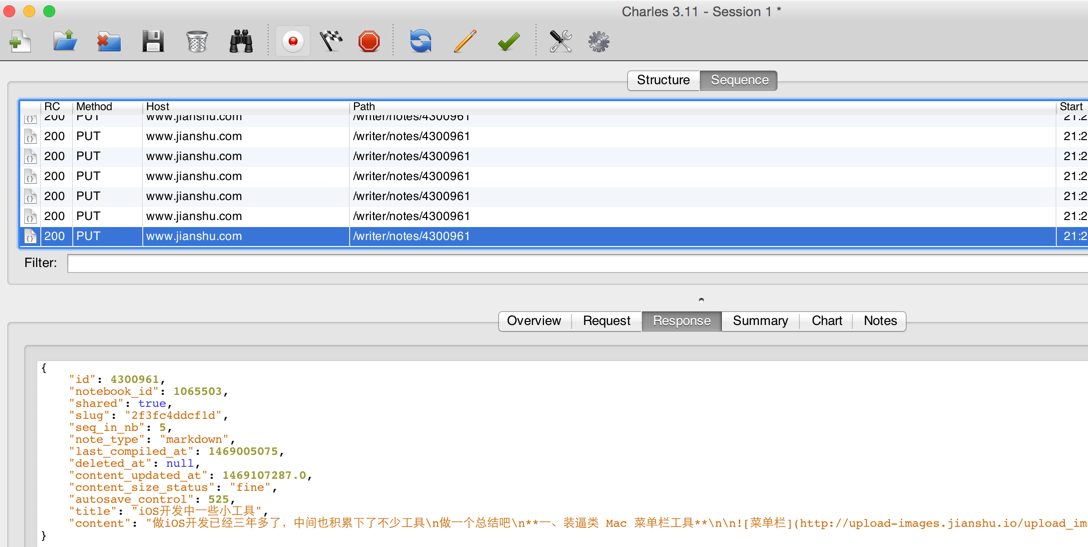 Charles 3.11 - Session 1 *
Structure Sequence
RC Method Host Path Start
200 PUT www.jianshu.com /writer/notes/4300961
200 PUT www.jianshu.com /writer/notes/4300961 21:2
200 PUT www.jianshu.com /writer/notes/4300961 21:2
200 PUT www.jianshu.com /writer/notes/4300961 21:2
200 PUT www.jianshu.com /writer/notes/4300961 21:2
200 PUT www.jianshu.com /writer/notes/4300961 21:2
200 PUT www.jianshu.com /writer/notes/4300961 21:2
Filter:
Overview Request Response Summary Chart Notes
{
"id": 4300961,
"notebook_id": 1065503,
"shared": true,
"slug": "2f3fc4ddcf1d",
"seq_in_nb": 5,
"note_type": "markdown",
"last_compiled_at": 1469005075,
"deleted_at": null,
"content_updated_at": 1469107287.0,
"content_size_status": "fine",
"autosave_control": 525,
"title": "iOS开发中一些小工具",
"content": "做iOS开发已经三年多了，中间也积累下了不少工具\n做一个总结吧\n**一、装逼类 Mac 菜单栏工具**\n\n![菜单栏](http://upload-images.jianshu.io/upload_im
}